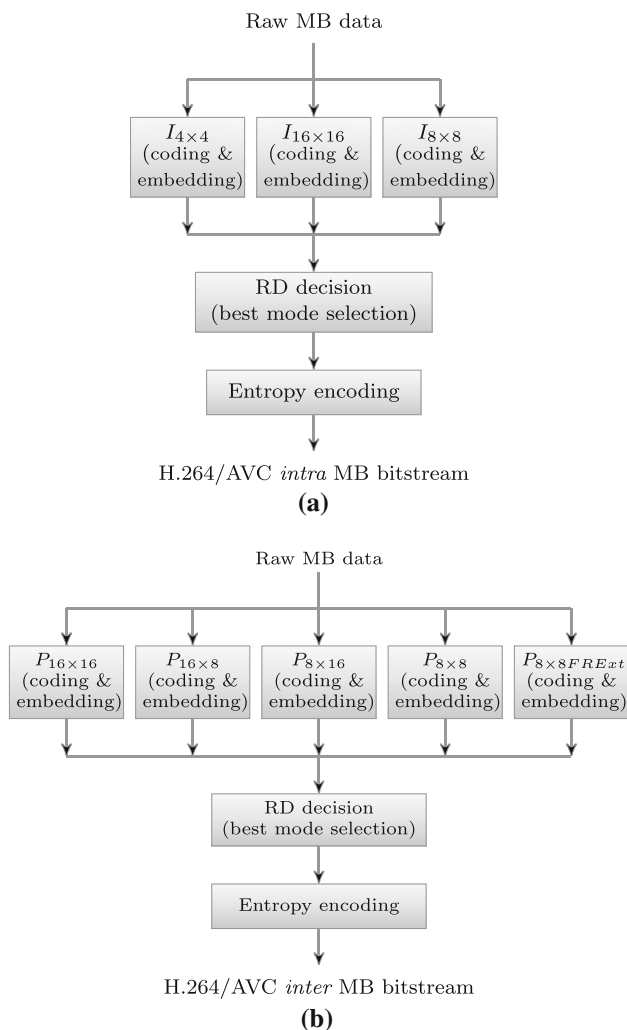 Raw MB data
I4×4 I16×16 I8×8
(coding & (coding & (coding &
embedding) embedding) embedding)
RD decision
(best mode selection)
Entropy encoding
H.264/AVC intra MB bitstream
(a)
Raw MB data
P16×16 P16×8 P8×16 P8×8 P8×8FRExt
(coding & (coding & (coding & (coding & (coding &
embedding) embedding) embedding) embedding) embedding)
RD decision
(best mode selection)
Entropy encoding
H.264/AVC inter MB bitstream
(b)